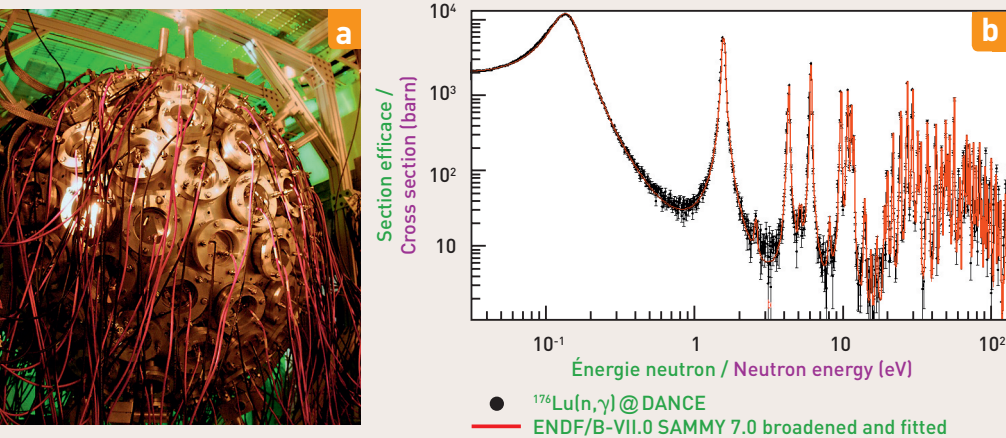 a
b
10⁴
10³
10²
10
Section efficace /
Cross section (barn)
10⁻¹
1
10
10²
Énergie neutron / Neutron energy (eV)
¹⁷⁶Lu(n,γ) @ DANCE
ENDF/B-VII.0 SAMMY 7.0 broadened and fitted